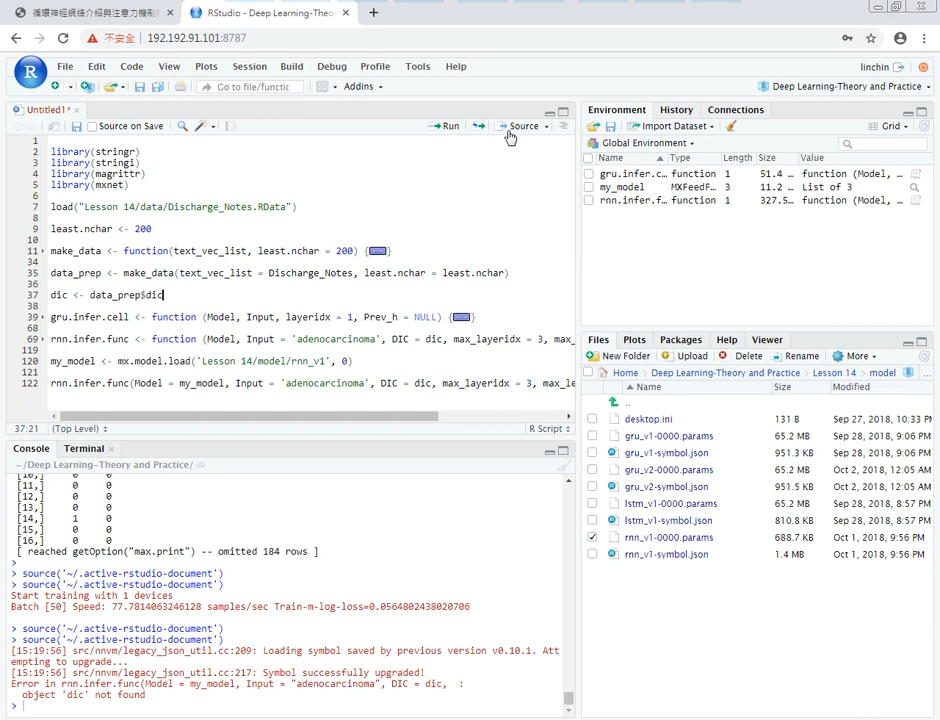 循環神經網絡介紹與注意力機制
RStudio - Deep Learning-Theo
不安全 192.192.91.101:8787
File Edit Code View Plots Session Build Debug Profile Tools Help
linchin
Go to file/functic
Addins
Deep Learning-Theory and Practice
Untitled1*
Source on Save
Run
Source
1
2 library(stringr)
3 library(stringi)
4 library(magrittr)
5 library(mxnet)
6
7 load("Lesson 14/data/Discharge_Notes.RData")
8
9 least.nchar <- 200
10
11 make_data <- function(text_vec_list, least.nchar = 200) {
34
35 data_prep <- make_data(text_vec_list = Discharge_Notes, least.nchar = least.nchar)
36
37 dic <- data_prep$dic
38
39 gru.infer.cell <- function (Model, Input, layeridx = 1, Prev_h = NULL) {
68
69 rnn.infer.func <- function (Model, Input = 'adenocarcinoma', DIC = dic, max_layeridx = 3, max_
119
120 my_model <- mx.model.load('Lesson 14/model/rnn_v1', 0)
121
122 rnn.infer.func(Model = my_model, Input = 'adenocarcinoma', DIC = dic, max_layeridx = 3, max_le
37:21 (Top Level) R Script
Console Terminal
~/Deep Learning-Theory and Practice/
[10,] 0 0
[11,] 0 0
[12,] 0 0
[13,] 0 0
[14,] 1 0
[15,] 0 0
[16,] 0 0
[ reached getOption("max.print") -- omitted 184 rows ]
>
> source('~/.active-rstudio-document')
> source('~/.active-rstudio-document')
Start training with 1 devices
Batch [50] Speed: 77.7814063246128 samples/sec Train-m-log-loss=0.0564802438020706
> source('~/.active-rstudio-document')
> source('~/.active-rstudio-document')
[15:19:56] src/nnvm/legacy_json_util.cc:209: Loading symbol saved by previous version v0.10.1. Att
empting to upgrade...
[15:19:56] src/nnvm/legacy_json_util.cc:217: Symbol successfully upgraded!
Error in rnn.infer.func(Model = my_model, Input = "adenocarcinoma", DIC = dic, :
object 'dic' not found
>
Environment History Connections
Import Dataset
Grid
Global Environment
Name Type Length Size Value
gru.infer.c… function 1 51.4 … function (Model, …
my_model MXFeedF… 3 11.2 … List of 3
rnn.infer.f… function 1 327.5… function (Model, …
Files Plots Packages Help Viewer
New Folder Upload Delete Rename More
Home Deep Learning-Theory and Practice Lesson 14 model
Name Size Modified
..
desktop.ini 131 B Sep 27, 2018, 10:33 P
gru_v1-0000.params 65.2 MB Sep 28, 2018, 9:06 PM
gru_v1-symbol.json 951.3 KB Sep 28, 2018, 9:06 PM
gru_v2-0000.params 65.2 MB Oct 2, 2018, 12:05 AM
gru_v2-symbol.json 951.5 KB Oct 2, 2018, 12:05 AM
lstm_v1-0000.params 65.2 MB Sep 28, 2018, 8:57 PM
lstm_v1-symbol.json 810.8 KB Sep 28, 2018, 8:57 PM
rnn_v1-0000.params 688.7 KB Oct 1, 2018, 9:56 PM
rnn_v1-symbol.json 1.4 MB Oct 1, 2018, 9:56 PM